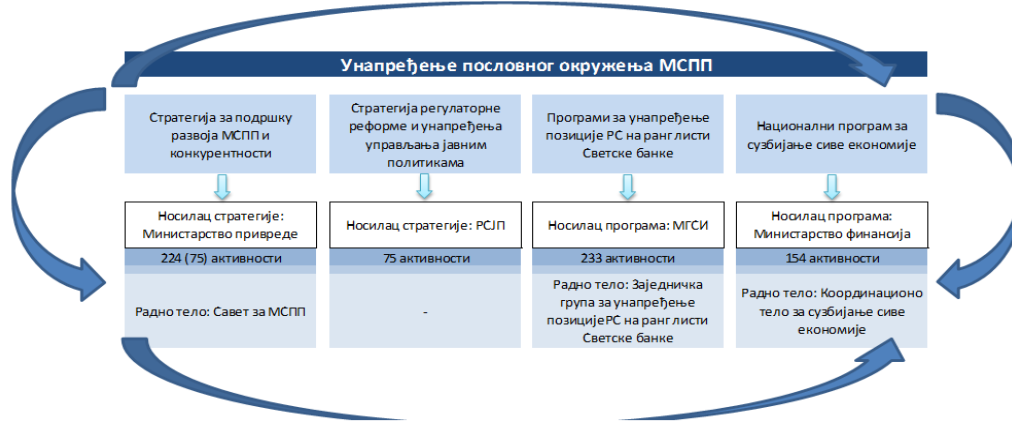 Унапређење пословног окружења МСПП
Стратегија за подршку
развоја МСПП и
конкурентности
Стратегија регулаторне
реформе и унапређења
управљања јавним
политикама
Програми за унапређење
позиције РС на ранг листи
Светске банке
Национални програм за
сузбијање сиве економије
Носилац стратегије:
Министарство привреде
Носилац стратегије: РСЈП
Носилац програма: МГСИ
Носилац програма:
Министарство финансија
224 (75) активности
75 активности
233 активности
154 активности
Радно тело: Савет за МСПП
-
Радно тело: Заједничка
група за унапређење
позицијеРС на ранг листи
Светске банке
Радно тело: Координационо
тело за сузбијање сиве
економије